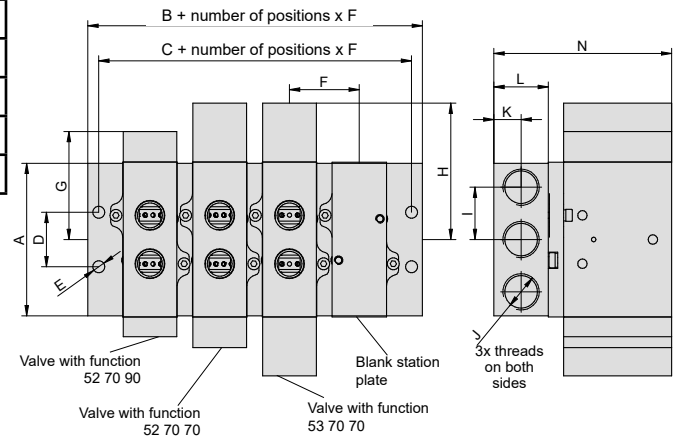 B + number of positions x F
C + number of positions x F
F
N
L
K
H
G
A
D
E
I
J
3x threads
on both
sides
Valve with function
52 70 90
Blank station
plate
Valve with function
52 70 70
Valve with function
53 70 70